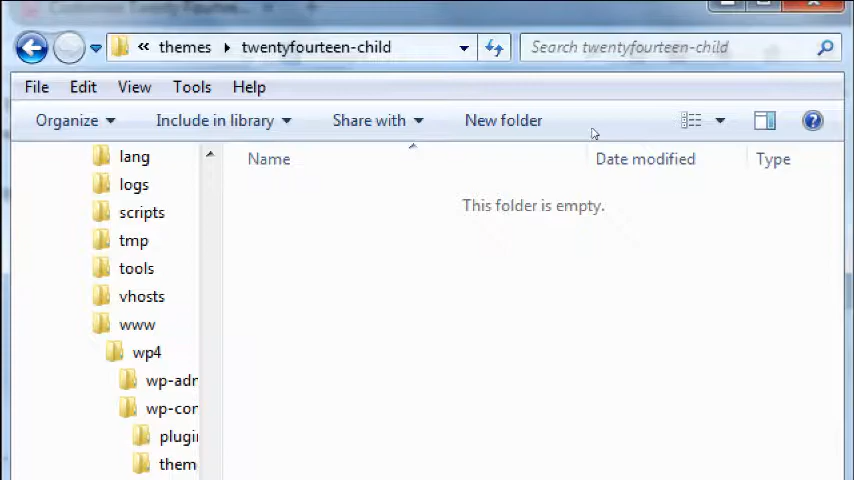 « themes ▸ twentyfourteen-child
Search twentyfourteen-child
File Edit View Tools Help
Organize Include in library Share with New folder
Name Date modified Type
This folder is empty.
lang
logs
scripts
tmp
tools
vhosts
www
wp4
wp-adr
wp-cor
plugi
them